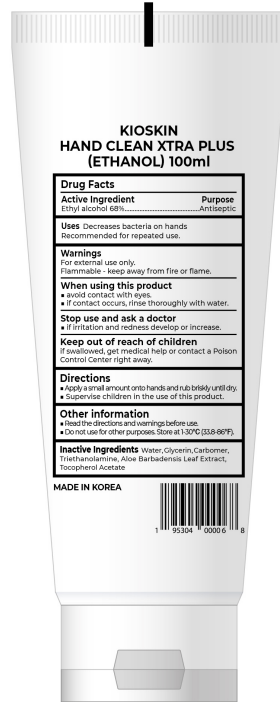 KIOSKIN
HAND CLEAN XTRA PLUS
(ETHANOL) 100ml
Drug Facts
Active Ingredient Purpose
Ethyl alcohol 68%..............................Antiseptic
Uses Decreases bacteria on hands
Recommended for repeated use.
Warnings
For external use only.
Flammable - keep away from fire or flame.
When using this product
▪ avoid contact with eyes.
▪ if contact occurs, rinse thoroughly with water.
Stop use and ask a doctor
▪ if irritation and redness develop or increase.
Keep out of reach of children
if swallowed, get medical help or contact a Poison
Control Center right away.
Directions
▪ Apply a small amount onto hands and rub briskly until dry.
▪ Supervise children in the use of this product.
Other information
▪ Read the directions and warnings before use.
▪ Do not use for other purposes. Store at 1-30℃ (33.8-86℉).
Inactive Ingredients Water, Glycerin, Carbomer,
Triethanolamine, Aloe Barbadensis Leaf Extract,
Tocopherol Acetate
MADE IN KOREA
1 95304 00006 8